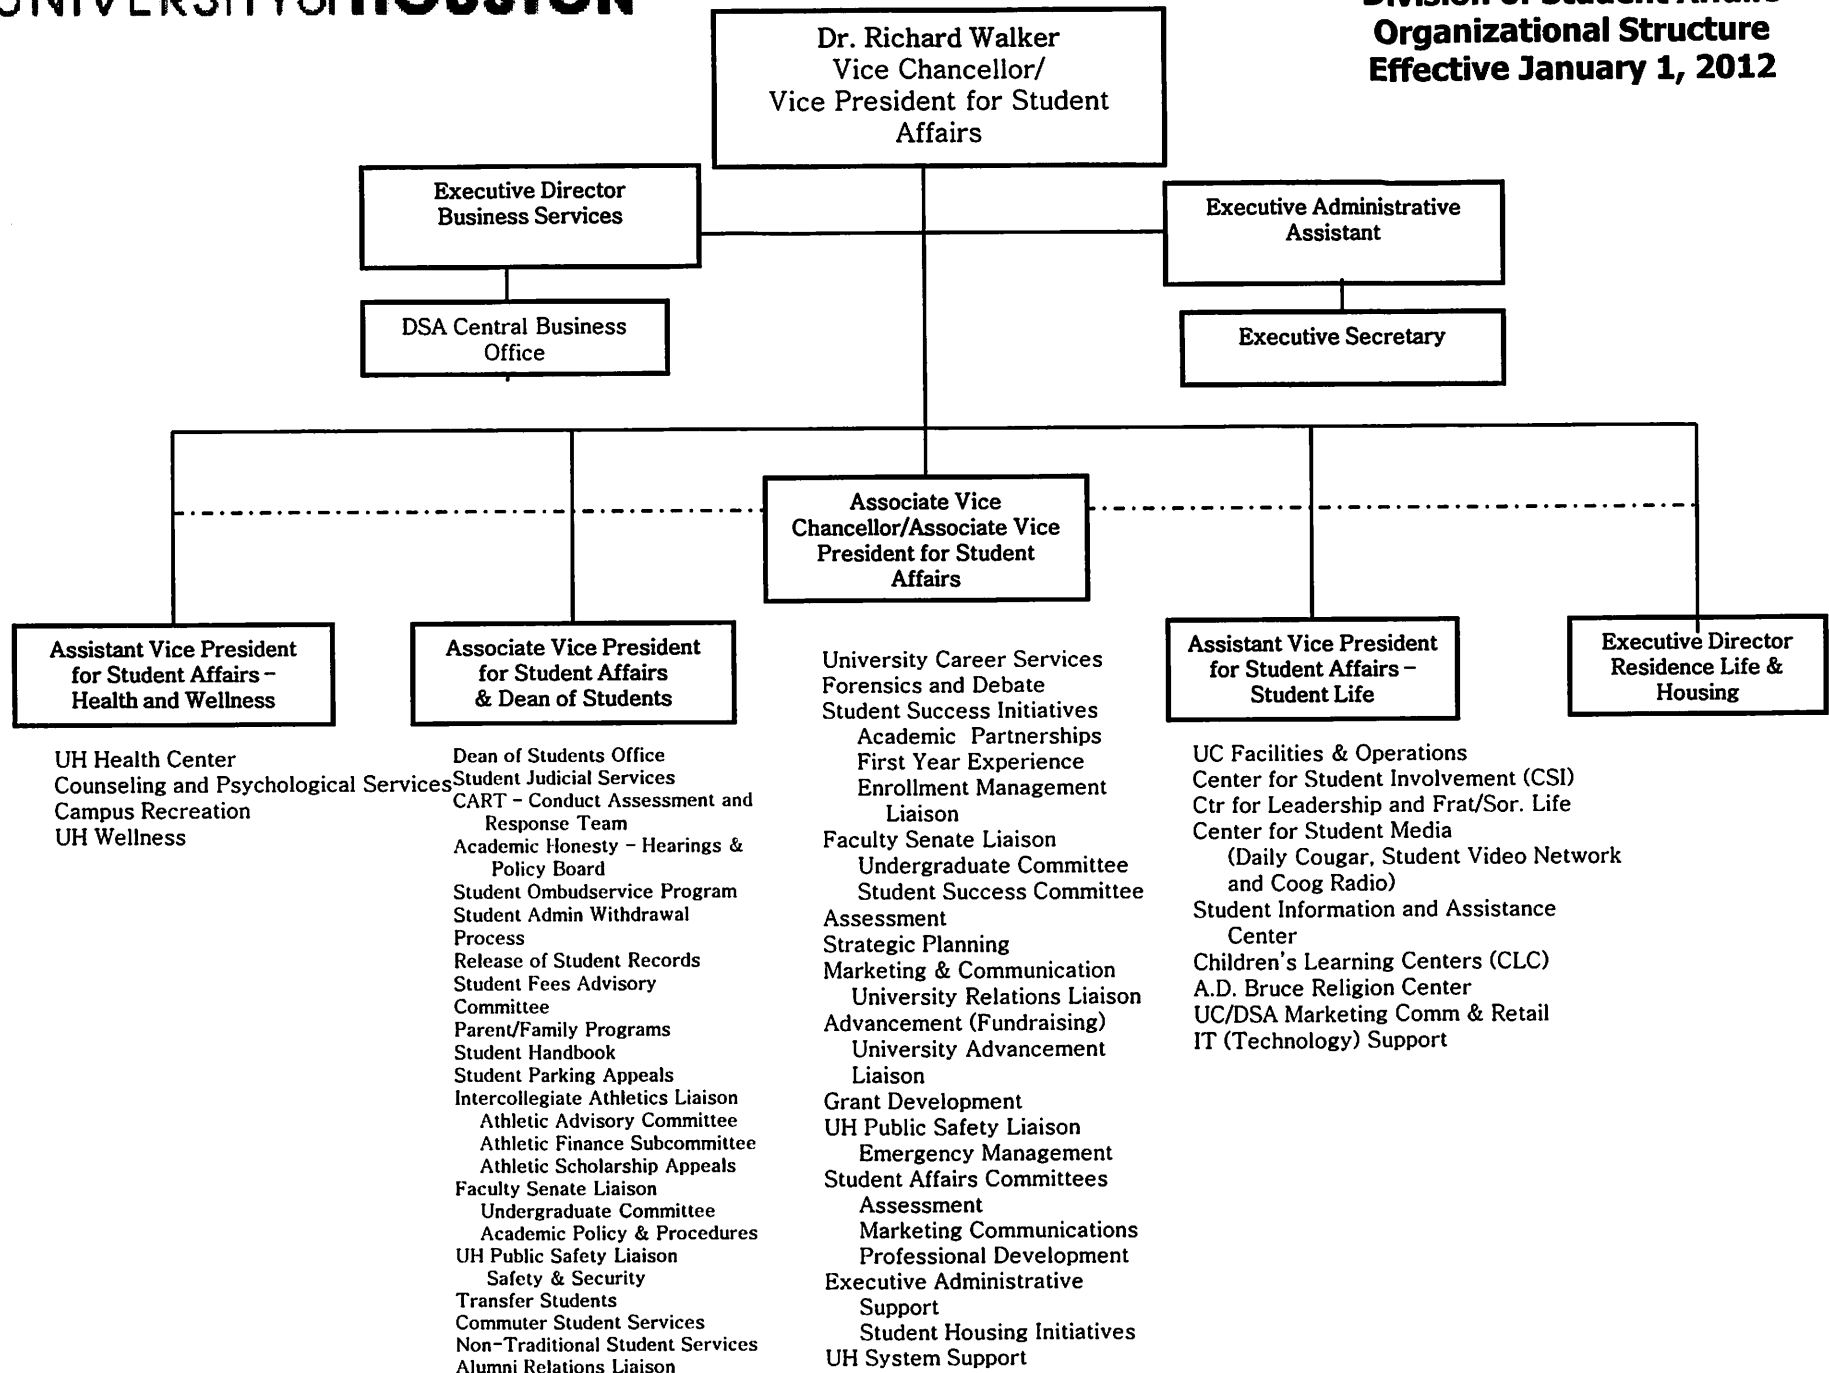 UNIVERSITY of HOUSTON
Division of Student Affairs
Organizational Structure
Effective January 1, 2012
Dr. Richard Walker
Vice Chancellor/
Vice President for Student
Affairs
Executive Director
Business Services
Executive Administrative
Assistant
DSA Central Business
Office
Executive Secretary
Associate Vice
Chancellor/Associate Vice
President for Student
Affairs
Assistant Vice President
for Student Affairs –
Health and Wellness
UH Health Center
Counseling and Psychological Services
Campus Recreation
UH Wellness
Associate Vice President
for Student Affairs
& Dean of Students
Dean of Students Office
Student Judicial Services
CART – Conduct Assessment and
Response Team
Academic Honesty – Hearings &
Policy Board
Student Ombudservice Program
Student Admin Withdrawal
Process
Release of Student Records
Student Fees Advisory
Committee
Parent/Family Programs
Student Handbook
Student Parking Appeals
Intercollegiate Athletics Liaison
Athletic Advisory Committee
Athletic Finance Subcommittee
Athletic Scholarship Appeals
Faculty Senate Liaison
Undergraduate Committee
Academic Policy & Procedures
UH Public Safety Liaison
Safety & Security
Transfer Students
Commuter Student Services
Non-Traditional Student Services
Alumni Relations Liaison
University Career Services
Forensics and Debate
Student Success Initiatives
Academic Partnerships
First Year Experience
Enrollment Management
Liaison
Faculty Senate Liaison
Undergraduate Committee
Student Success Committee
Assessment
Strategic Planning
Marketing & Communication
University Relations Liaison
Advancement (Fundraising)
University Advancement
Liaison
Grant Development
UH Public Safety Liaison
Emergency Management
Student Affairs Committees
Assessment
Marketing Communications
Professional Development
Executive Administrative
Support
Student Housing Initiatives
UH System Support
Assistant Vice President
for Student Affairs –
Student Life
UC Facilities & Operations
Center for Student Involvement (CSI)
Ctr for Leadership and Frat/Sor. Life
Center for Student Media
(Daily Cougar, Student Video Network
and Coog Radio)
Student Information and Assistance
Center
Children's Learning Centers (CLC)
A.D. Bruce Religion Center
UC/DSA Marketing Comm & Retail
IT (Technology) Support
Executive Director
Residence Life &
Housing